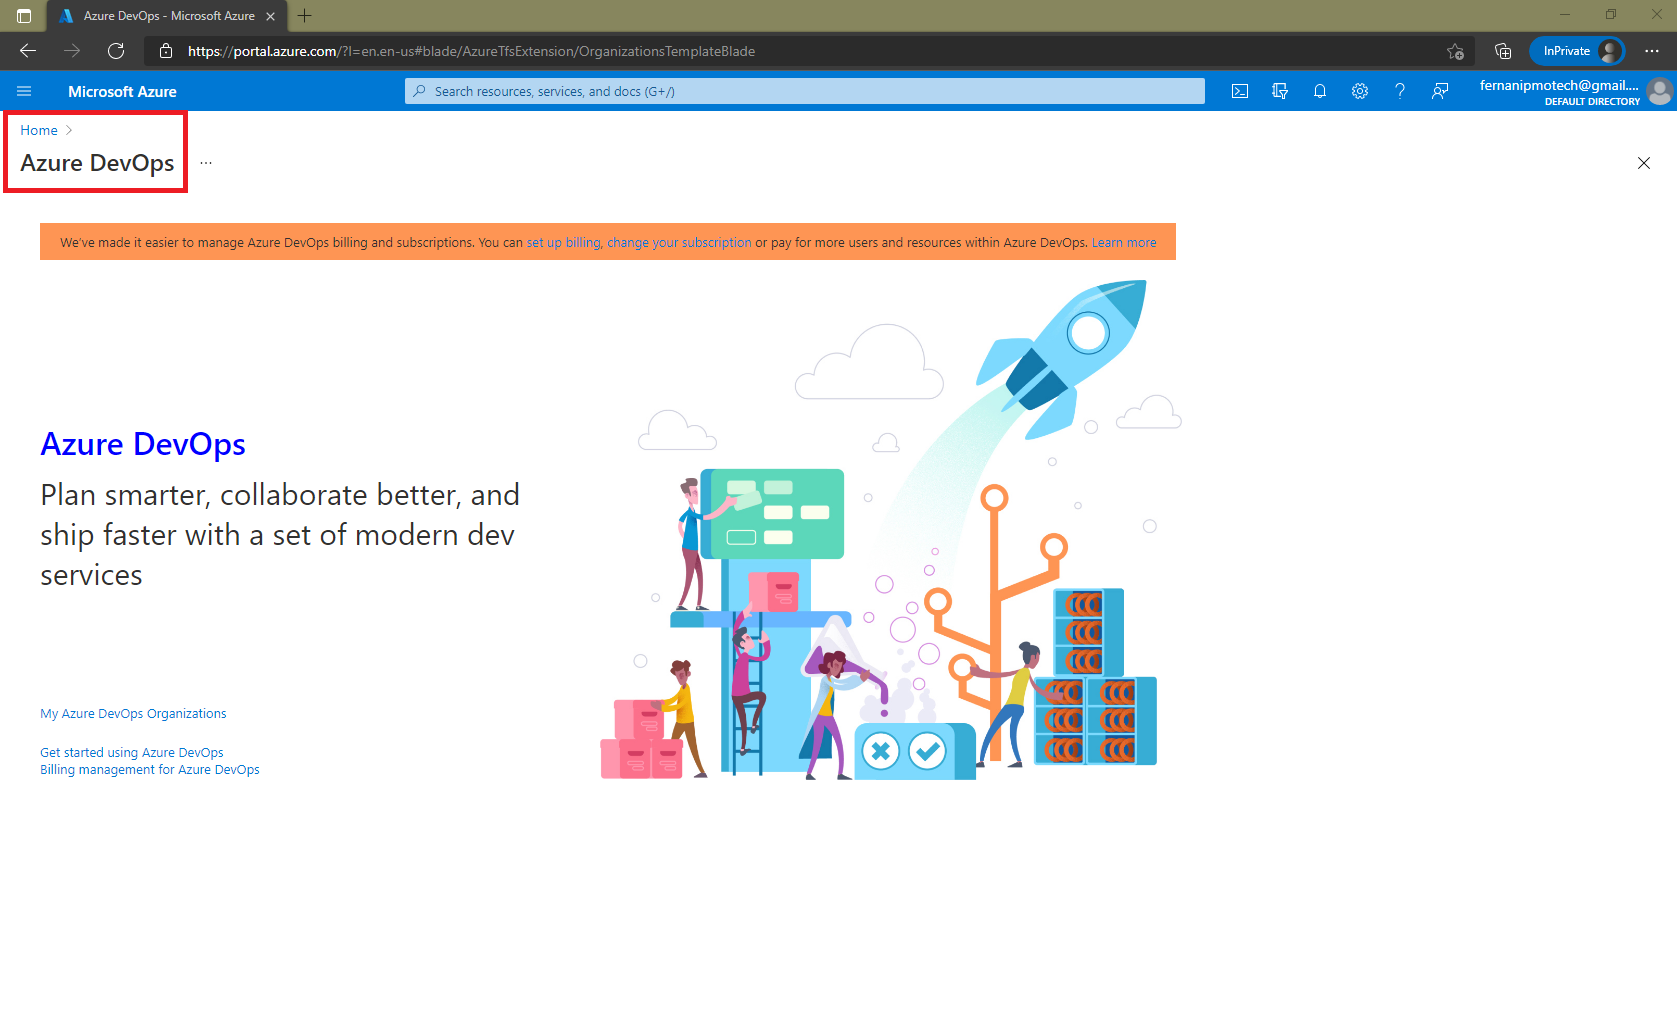 Azure DevOps - Microsoft Azure
https://portal.azure.com/?l=en.en-us#blade/AzureTfsExtension/OrganizationsTemplateBlade
InPrivate
Microsoft Azure
Search resources, services, and docs (G+/)
fernanipmotech@gmail....
DEFAULT DIRECTORY
Home
Azure DevOps
...
We've made it easier to manage Azure DevOps billing and subscriptions. You can set up billing, change your subscription or pay for more users and resources within Azure DevOps. Learn more
Azure DevOps
Plan smarter, collaborate better, and
ship faster with a set of modern dev
services
My Azure DevOps Organizations
Get started using Azure DevOps
Billing management for Azure DevOps